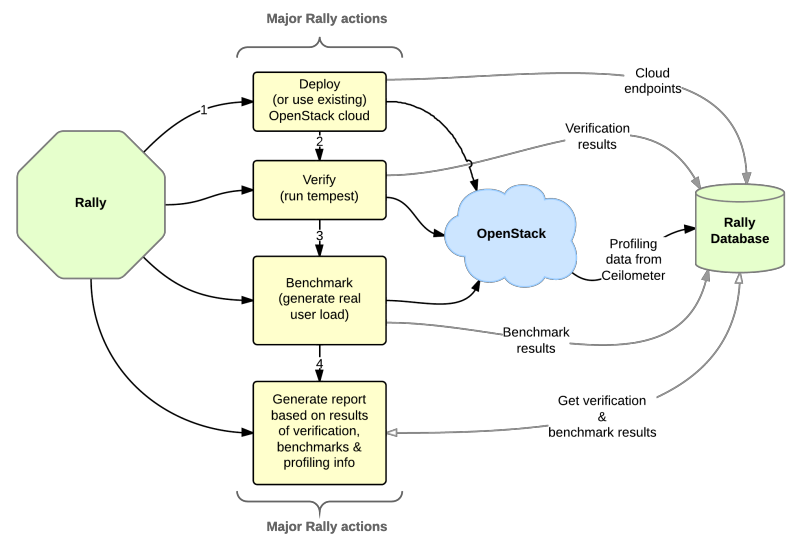 Major Rally actions
Deploy
(or use existing)
OpenStack cloud
Cloud
endpoints
1
2
Verification
results
Verify
(run tempest)
Rally
OpenStack
Rally
Database
3
Profiling
data from
Ceilometer
Benchmark
(generate real
user load)
Benchmark
results
4
Generate report
based on results
of verification,
benchmarks &
profiling info
Get verification
&
benchmark results
Major Rally actions